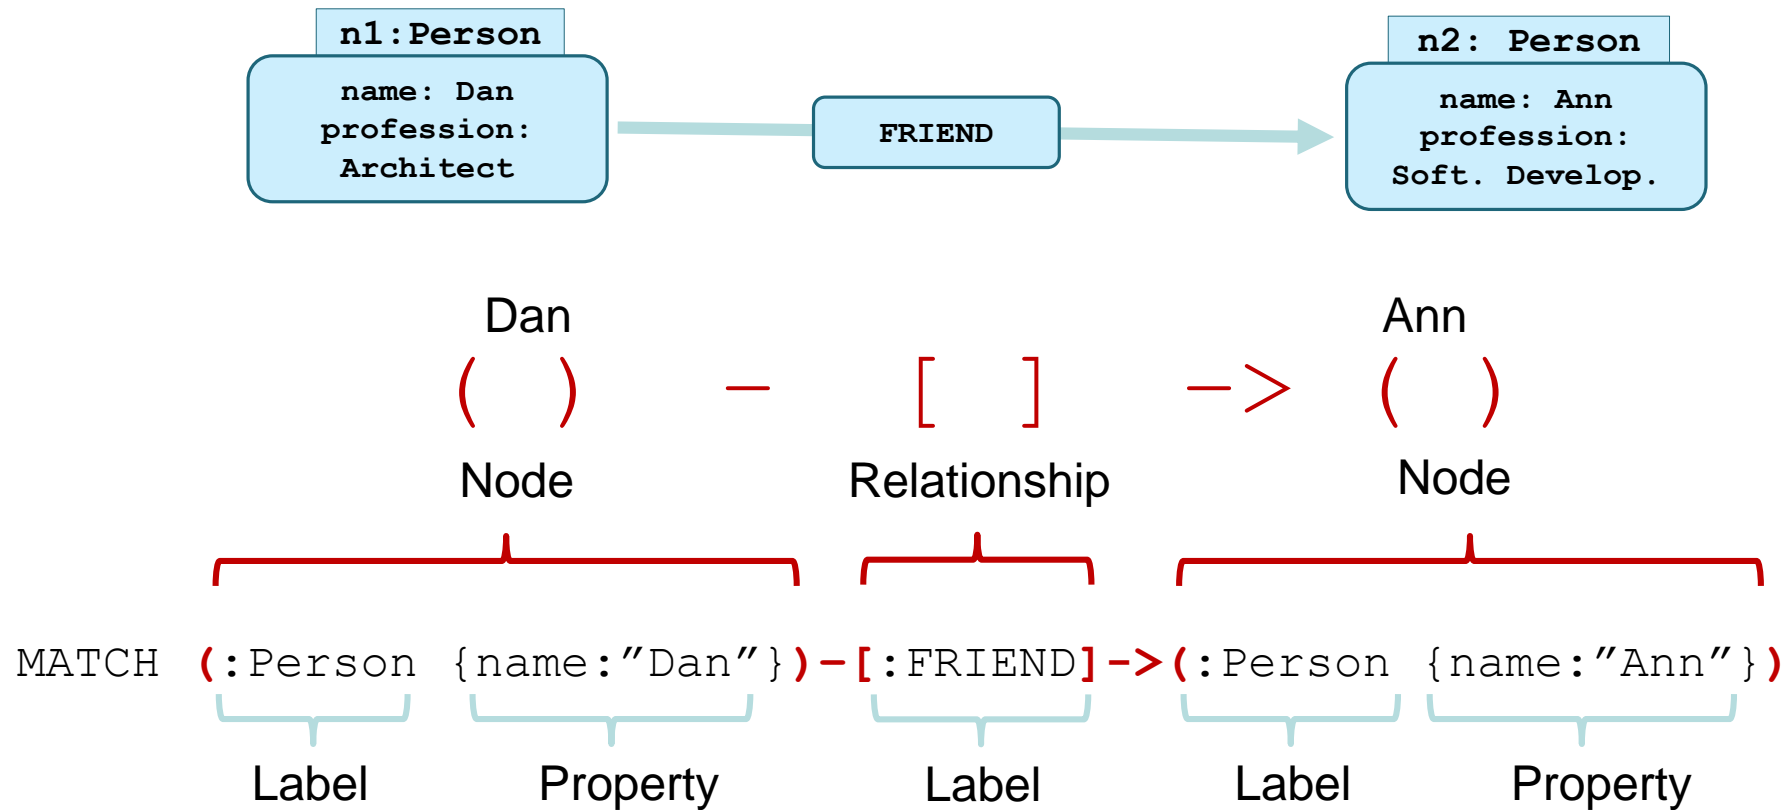 n1:Person
name: Dan
profession:
Architect
FRIEND
n2: Person
name: Ann
profession:
Soft. Develop.
Dan Ann
( ) – [ ] –> ( )
Node Relationship Node
MATCH (:Person {name:”Dan”})–[:FRIEND]–>(:Person {name:”Ann”})
Label Property Label Label Property